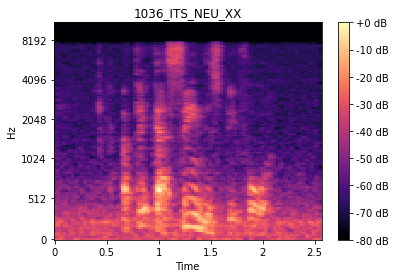 1036_ITS_NEU_XX
+0 dB
8192
-10 dB
4096
-20 dB
-30 dB
2048
Hz
-40 dB
1024
-50 dB
512
-60 dB
-70 dB
0
-80 dB
0 0.5 1 1.5 2 2.5
Time